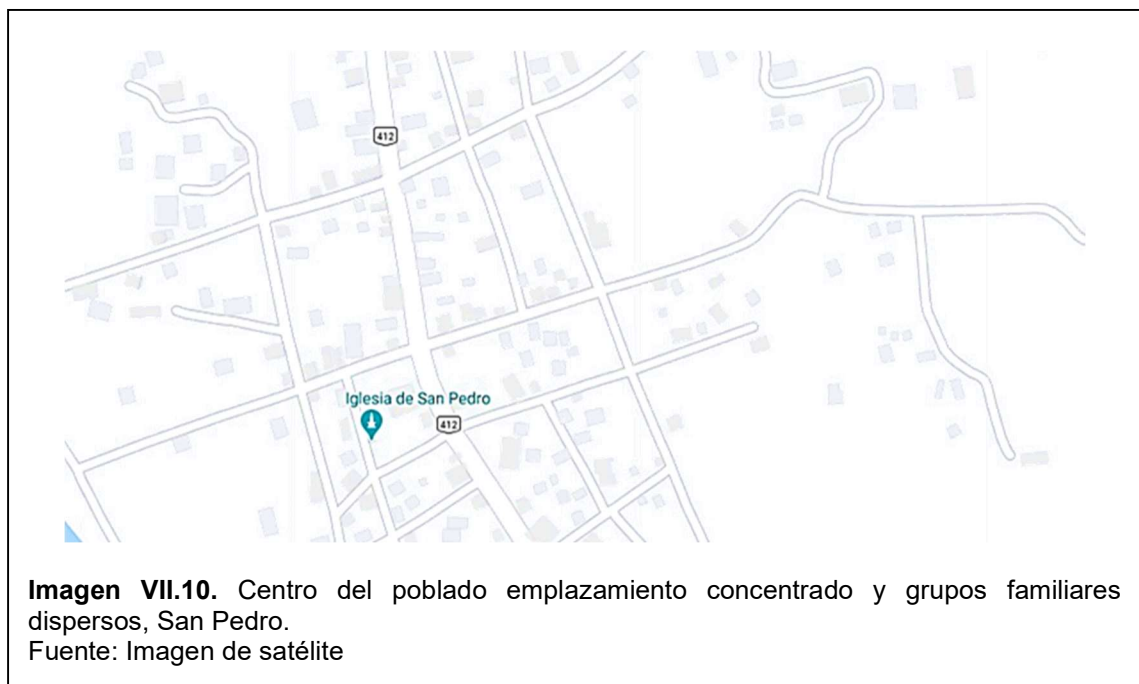 412
Iglesia de San Pedro
412
Imagen VII.10. Centro del poblado emplazamiento concentrado y grupos familiares
dispersos, San Pedro.
Fuente: Imagen de satélite